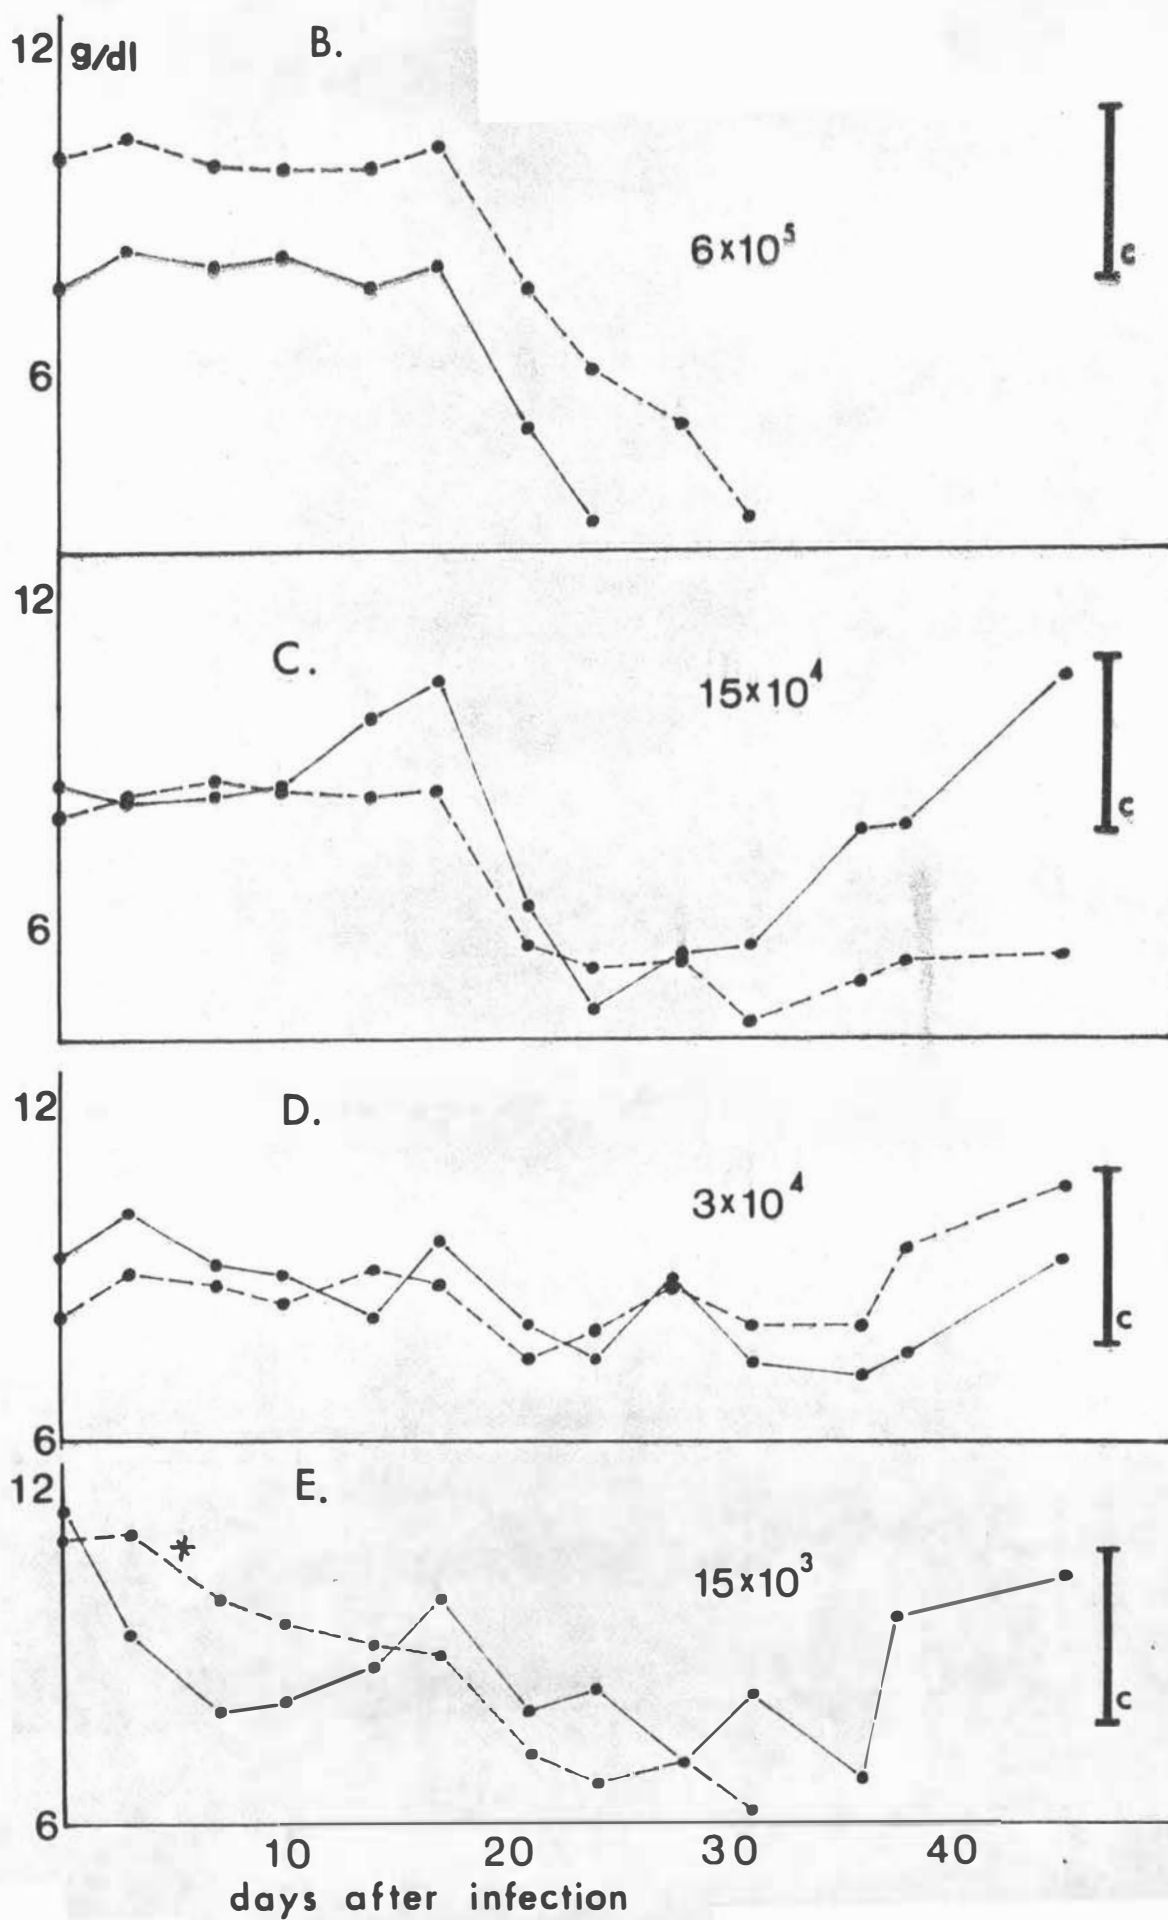 12 g/dl B.
6×10⁵
c
6
12
C. 15×10⁴
c
6
12 D.
3×10⁴
c
6
12 E.
*
15×10³
c
6
10 20 30 40
days after infection